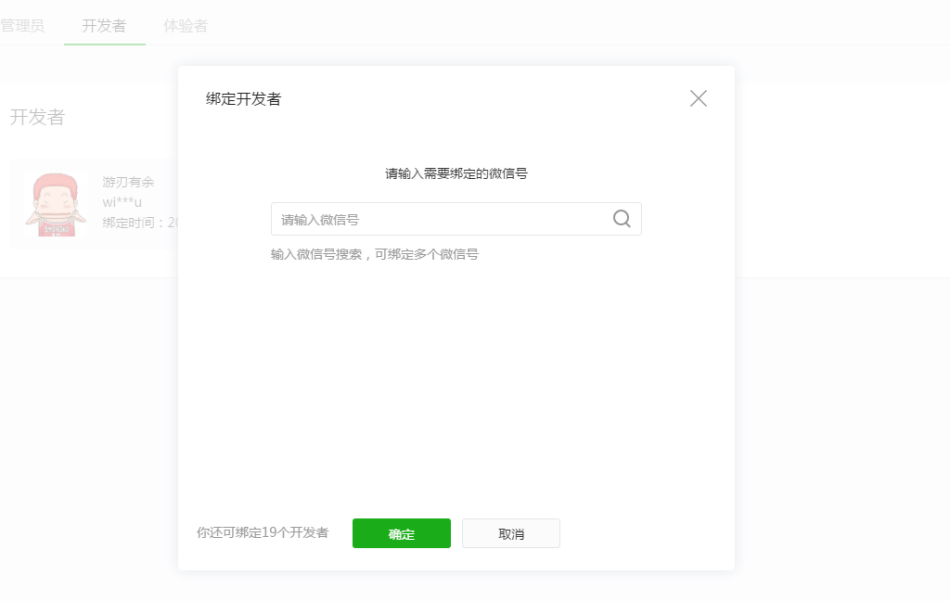 管理员 开发者 体验者
绑定开发者
开发者
请输入需要绑定的微信号
游刃有余
wi***u
请输入微信号
绑定时间：20
输入微信号搜索，可绑定多个微信号
你还可绑定19个开发者 确定 取消